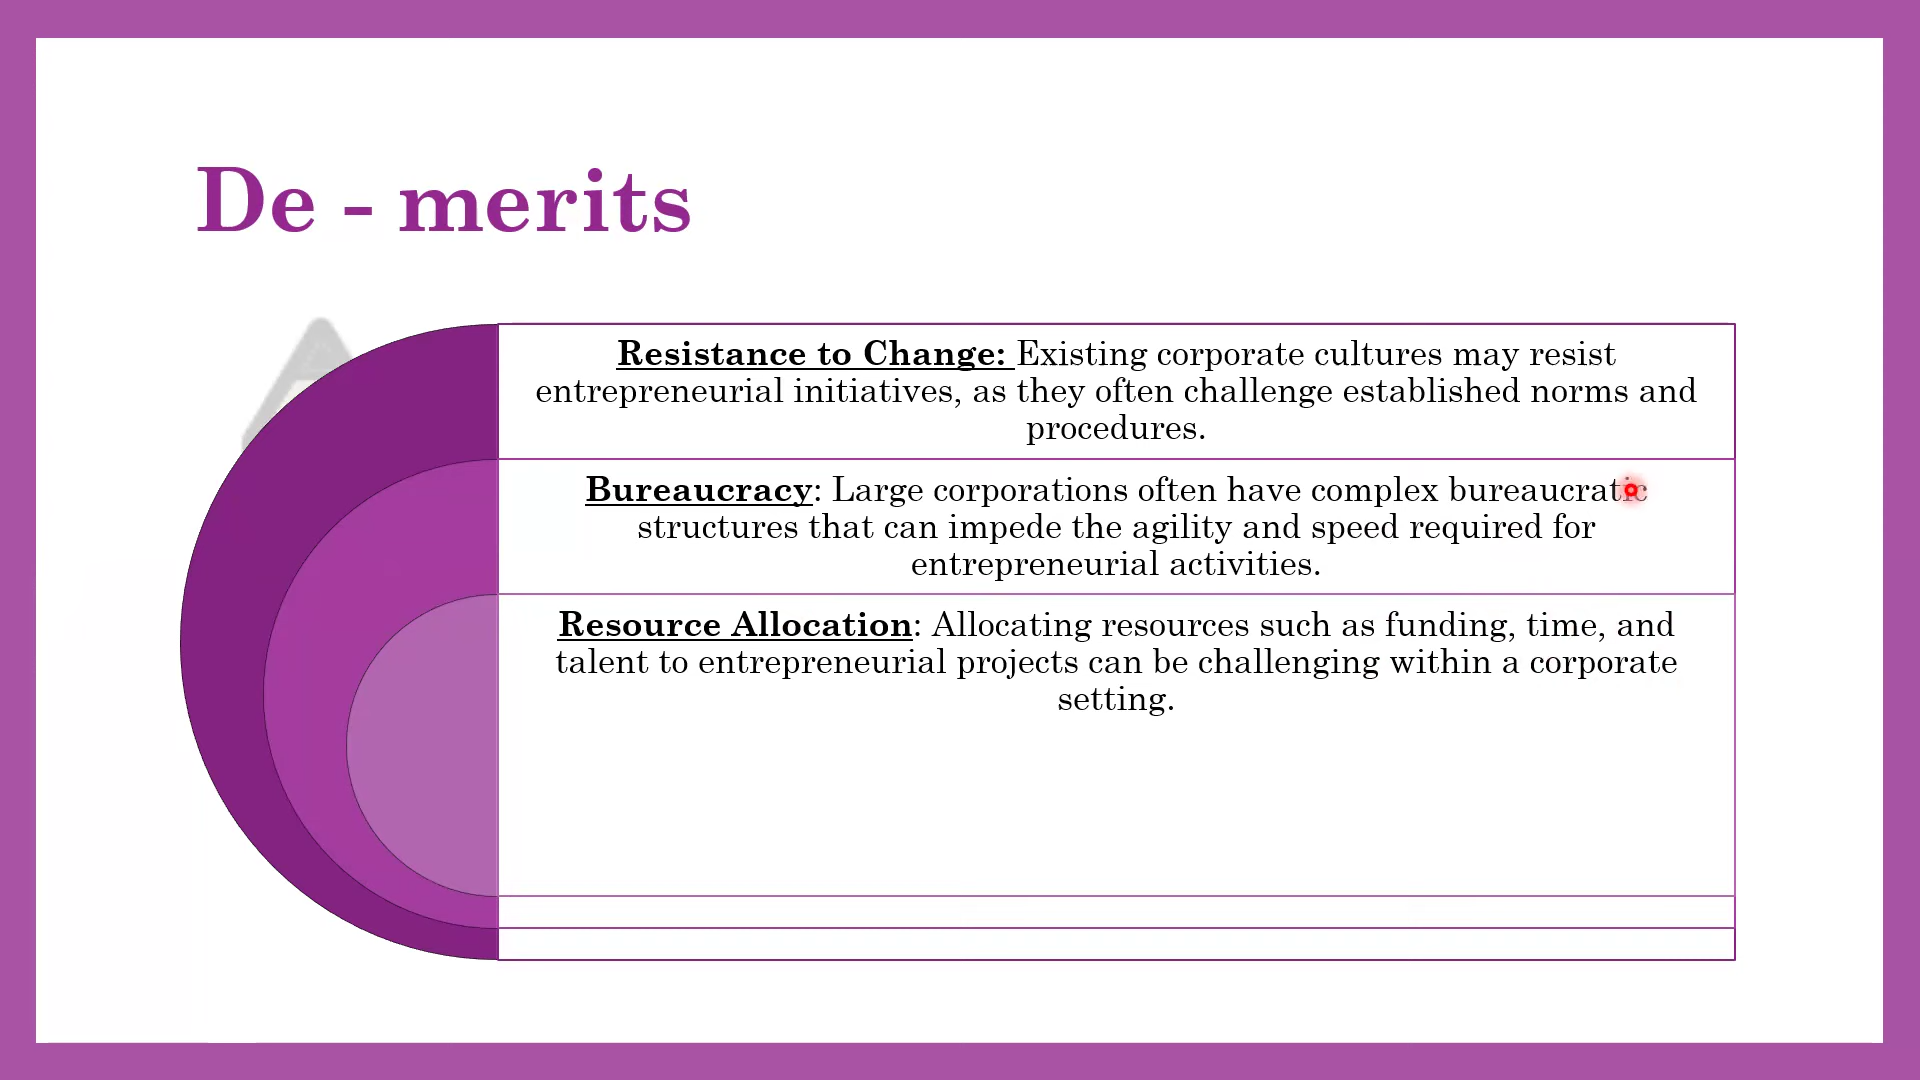 De - merits
Resistance to Change: Existing corporate cultures may resist
entrepreneurial initiatives, as they often challenge established norms and
procedures.
Bureaucracy: Large corporations often have complex bureaucratic
structures that can impede the agility and speed required for
entrepreneurial activities.
Resource Allocation: Allocating resources such as funding, time, and
talent to entrepreneurial projects can be challenging within a corporate
setting.